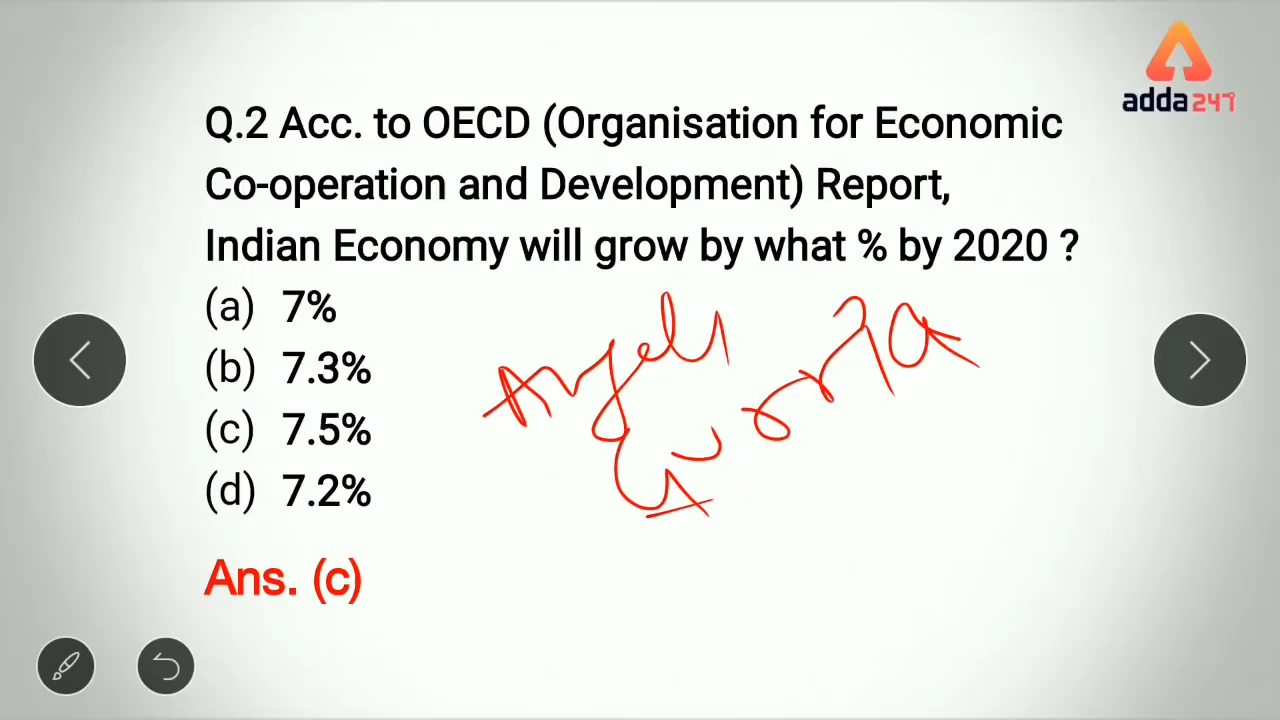 adda247
Q.2 Acc. to OECD (Organisation for Economic
Co-operation and Development) Report,
Indian Economy will grow by what % by 2020 ?
(a) 7%
(b) 7.3%
(c) 7.5%
(d) 7.2%
Angel
Ans. (c)